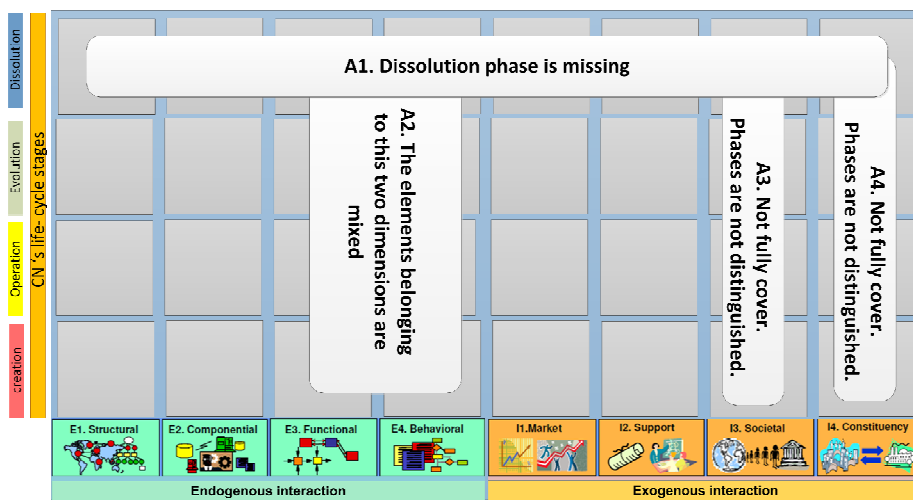 Dissolution
Evolution
Operation
creation
CN´s life- cycle stages
A1. Dissolution phase is missing
A2. The elements belonging
to this two dimensions are
mixed
A3. Not fully cover.
Phases are not distinguished.
A4. Not fully cover.
Phases are not distinguished.
E1. Structural
E2. Componential
E3. Functional
E4. Behavioral
I1.Market
I2. Support
I3. Societal
I4. Constituency
Endogenous interaction
Exogenous interaction